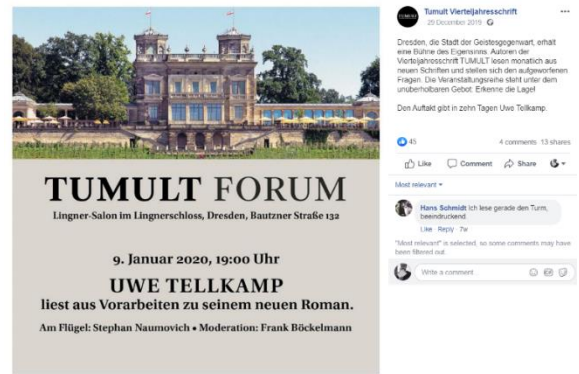 TUMULT FORUM
Lingner-Salon im Lingnerschloss, Dresden, Bautzner Straße 132
9. Januar 2020, 19:00 Uhr
UWE TELLKAMP
liest aus Vorarbeiten zu seinem neuen Roman.
Am Flügel: Stephan Naumovich • Moderation: Frank Böckelmann
TUMULT
Tumult Vierteljahresschrift
29 December 2019
Dresden, die Stadt der Geistesgegenwart, erhält
eine Bühne des Eigensinns. Autoren der
Vierteljahresschrift TUMULT lesen monatlich aus
neuen Schriften und stellen sich den aufgeworfenen
Fragen. Die Veranstaltungsreihe steht unter dem
unüberholbaren Gebot: Erkenne die Lage!
Den Auftakt gibt in zehn Tagen Uwe Tellkamp.
45
4 comments 13 shares
Like Comment Share
Most relevant
Hans Schmidt Ich lese gerade den Turm,
beeindruckend
Like · Reply · 7w
"Most relevant" is selected, so some comments may have
been filtered out.
Write a comment...